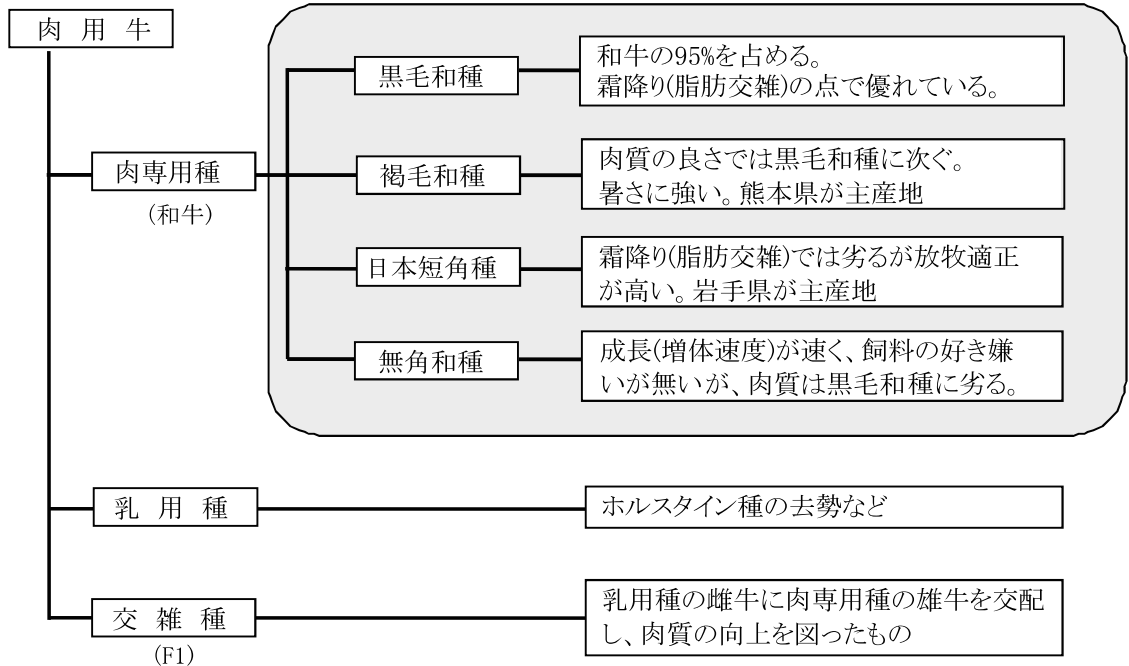 肉用牛
黒毛和種
和牛の95%を占める。
霜降り(脂肪交雑)の点で優れている。
肉専用種
(和牛)
褐毛和種
肉質の良さでは黒毛和種に次ぐ。
暑さに強い。熊本県が主産地
日本短角種
霜降り(脂肪交雑)では劣るが放牧適正
が高い。岩手県が主産地
無角和種
成長(増体速度)が速く、飼料の好き嫌
いが無いが、肉質は黒毛和種に劣る。
乳用種
ホルスタイン種の去勢など
交雑種
(F1)
乳用種の雌牛に肉専用種の雄牛を交配
し、肉質の向上を図ったもの